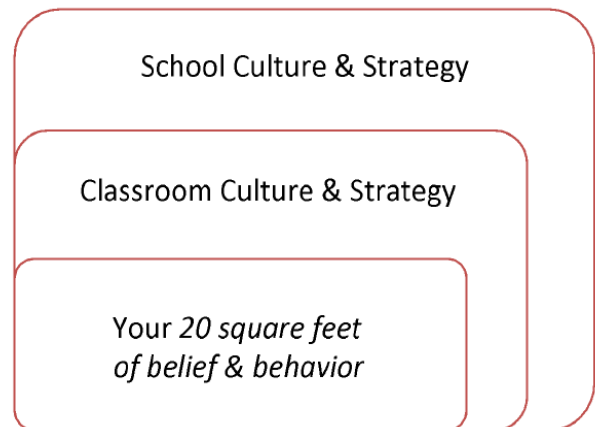 School Culture & Strategy
Classroom Culture & Strategy
Your 20 square feet
of belief & behavior